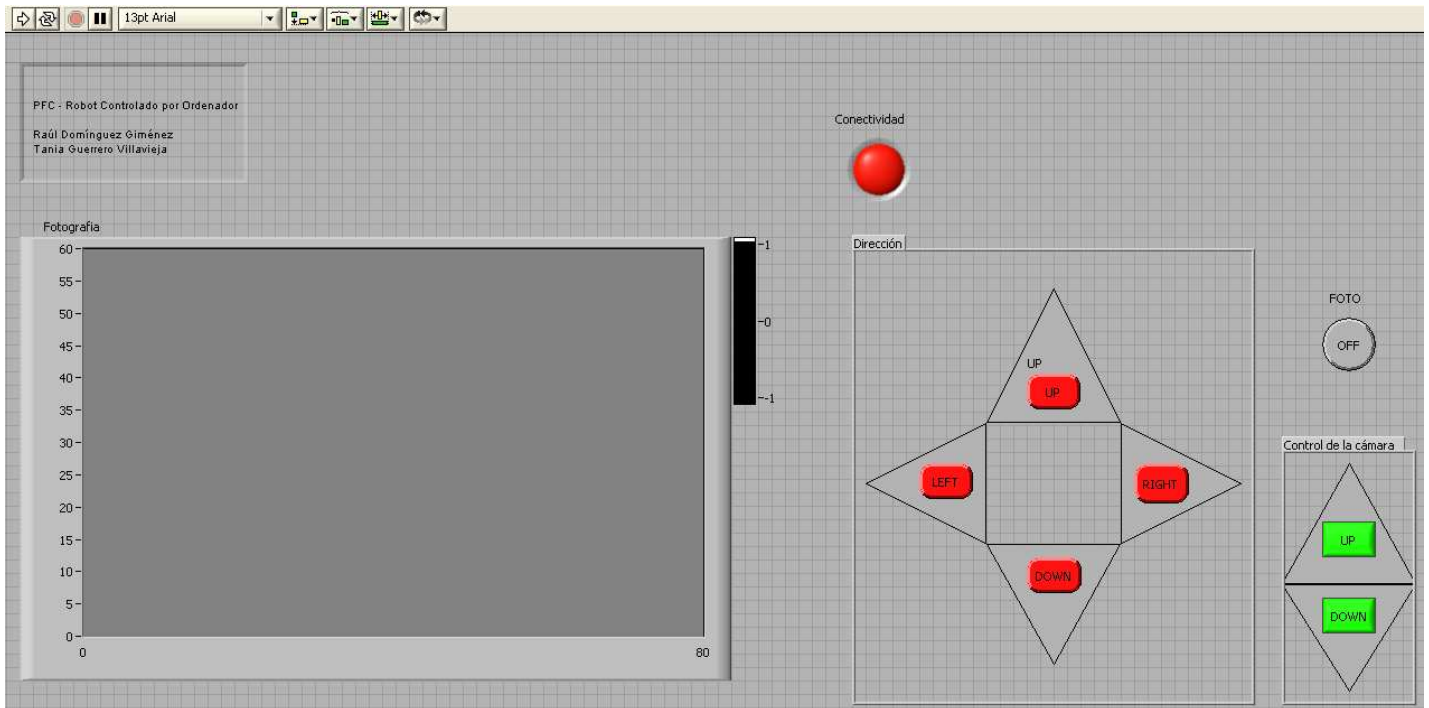 13pt Arial
PFC - Robot Controlado por Ordenador
Raúl Domínguez Giménez
Tania Guerrero Villavieja
Conectividad
Fotografia
60
55
50
45
40
35
30
25
20
15
10
5
0
0
80
1
0
-1
Dirección
UP
UP
LEFT
RIGHT
DOWN
FOTO
OFF
Control de la cámara
UP
DOWN